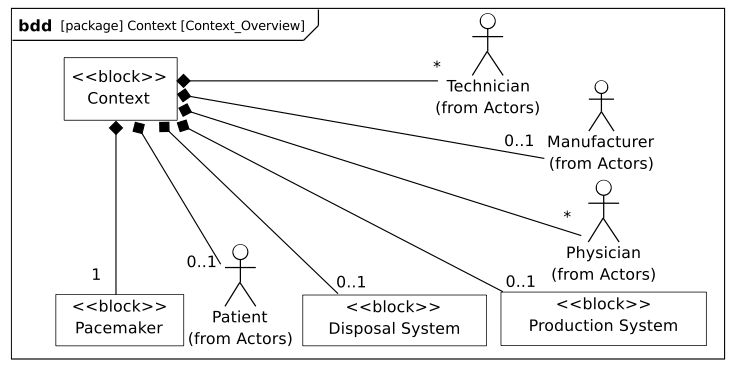 bdd [package] Context [Context_Overview]
<<block>>
Context
*
Technician
(from Actors)
0..1
Manufacturer
(from Actors)
*
Physician
(from Actors)
1
<<block>>
Pacemaker
0..1
Patient
(from Actors)
0..1
<<block>>
Disposal System
0..1
<<block>>
Production System